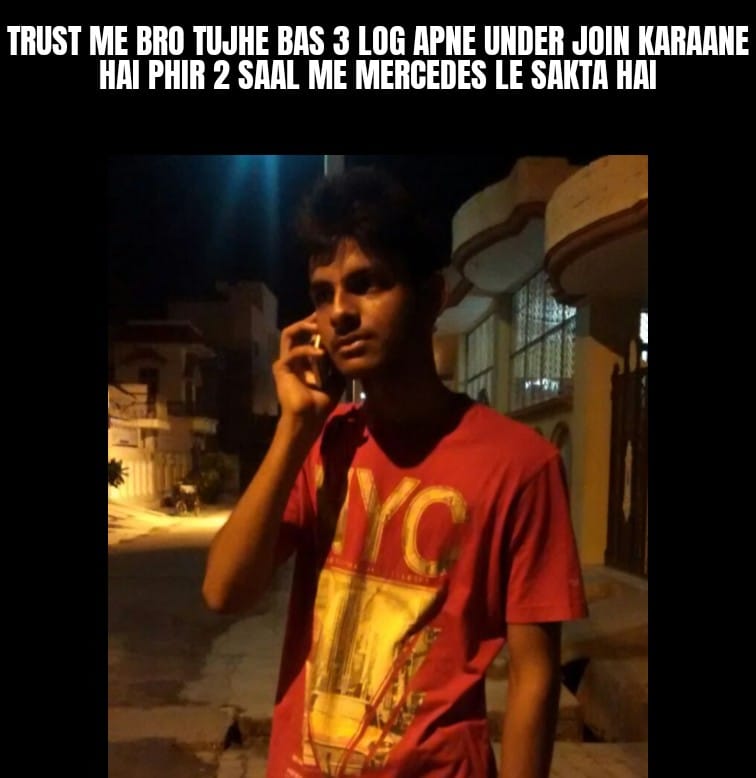 TRUST ME BRO TUJHE BAS 3 LOG APNE UNDER JOIN KARAANE
HAI PHIR 2 SAAL ME MERCEDES LE SAKTA HAI
NYC